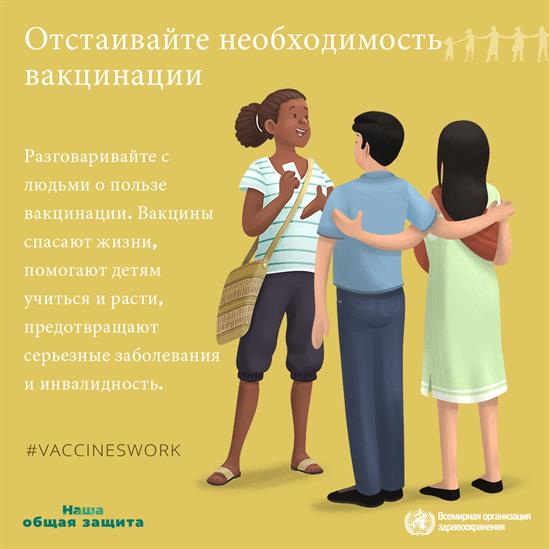 Отстаивайте необходимость
вакцинации
Разговаривайте с
людьми о пользе
вакцинации. Вакцины
спасают жизни,
помогают детям
учиться и расти,
предотвращают
серьезные заболевания
и инвалидность.
#VACCINESWORK
Наша
общая защита
Всемирная организация
здравоохранения